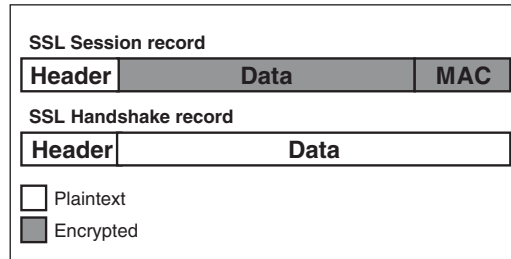 SSL Session record
Header Data MAC
SSL Handshake record
Header Data
Plaintext
Encrypted